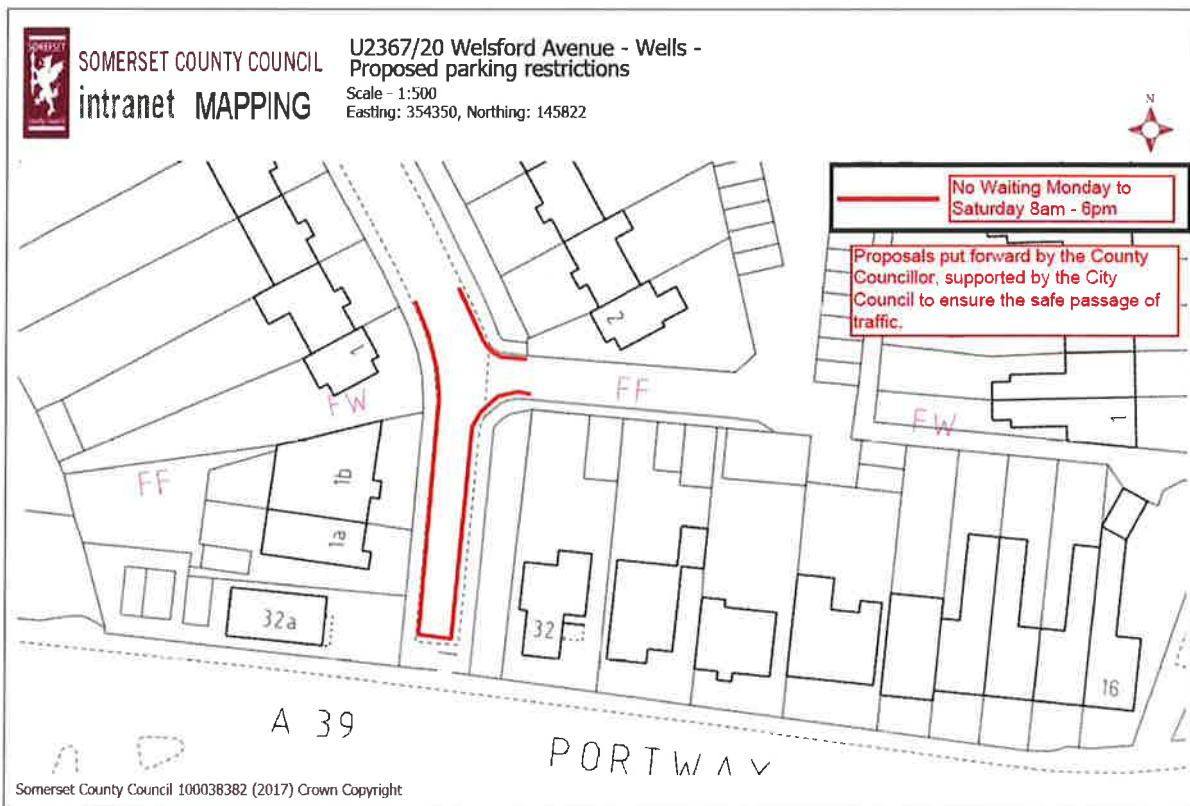 SOMERSET
SOMERSET COUNTY COUNCIL
intranet MAPPING
U2367/20 Welsford Avenue - Wells -
Proposed parking restrictions
Scale - 1:500
Easting: 354350, Northing: 145822
N
No Waiting Monday to
Saturday 8am - 6pm
Proposals put forward by the County
Councillor, supported by the City
Council to ensure the safe passage of
traffic.
2
1
FW
FF
FW
1
FF
1b
1a
32a
32
16
A 39
PORTWAY
Somerset County Council 100038382 (2017) Crown Copyright